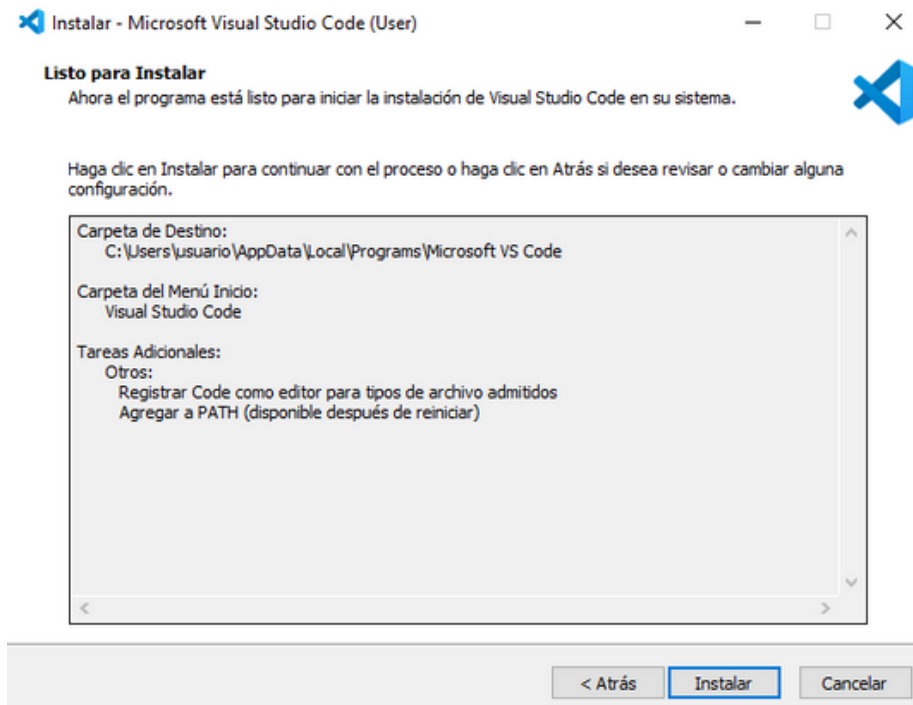 Instalar - Microsoft Visual Studio Code (User)
Listo para Instalar
Ahora el programa está listo para iniciar la instalación de Visual Studio Code en su sistema.
Haga clic en Instalar para continuar con el proceso o haga clic en Atrás si desea revisar o cambiar alguna
configuración.
Carpeta de Destino:
C:\Users\usuario\AppData\Local\Programs\Microsoft VS Code
Carpeta del Menú Inicio:
Visual Studio Code
Tareas Adicionales:
Otros:
Registrar Code como editor para tipos de archivo admitidos
Agregar a PATH (disponible después de reiniciar)
< Atrás
Instalar
Cancelar